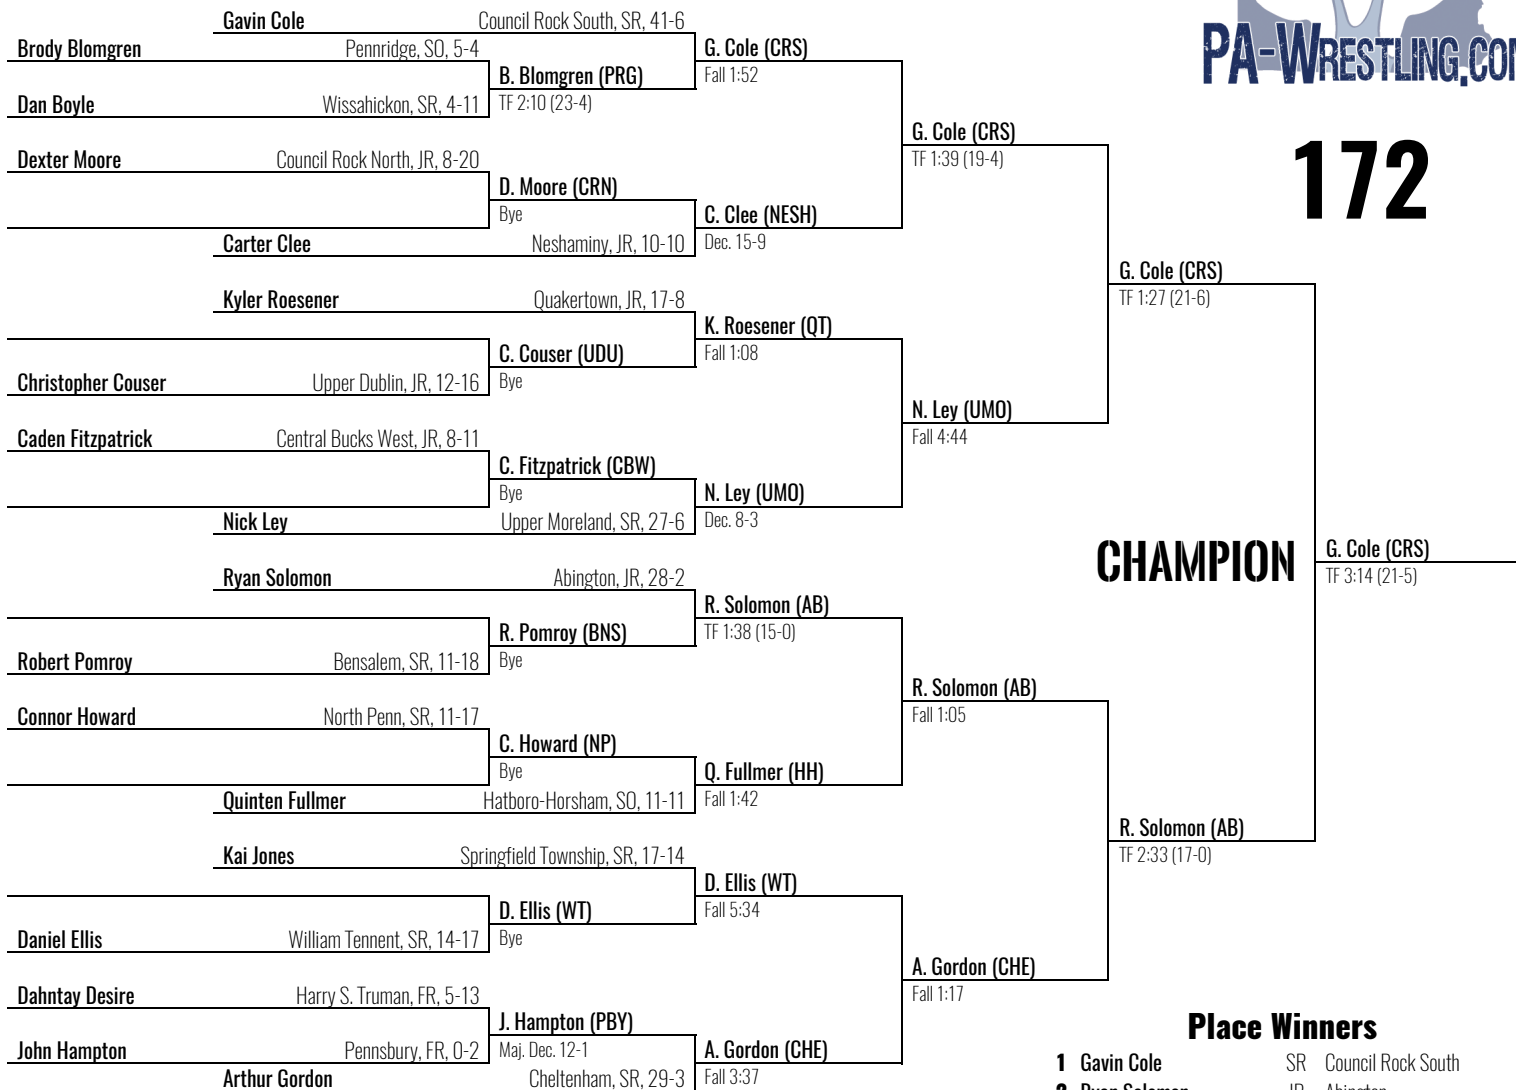 Gavin Cole Council Rock South, SR, 41-6
Brody Blomgren Pennridge, SO, 5-4
G. Cole (CRS)
B. Blomgren (PRG)
Fall 1:52
Dan Boyle Wissahickon, SR, 4-11
TF 2:10 (23-4)
PA-WRESTLING.CO
G. Cole (CRS)
TF 1:39 (19-4)
172
Dexter Moore Council Rock North, JR, 8-20
D. Moore (CRN)
Bye
C. Clee (NESH)
Carter Clee Neshaminy, JR, 10-10
Dec. 15-9
G. Cole (CRS)
TF 1:27 (21-6)
Kyler Roesener Quakertown, JR, 17-8
K. Roesener (QT)
C. Couser (UDU)
Fall 1:08
Christopher Couser Upper Dublin, JR, 12-16
Bye
N. Ley (UMO)
Fall 4:44
Caden Fitzpatrick Central Bucks West, JR, 8-11
C. Fitzpatrick (CBW)
Bye
N. Ley (UMO)
Nick Ley Upper Moreland, SR, 27-6
Dec. 8-3
CHAMPION
G. Cole (CRS)
TF 3:14 (21-5)
Ryan Solomon Abington, JR, 28-2
R. Solomon (AB)
R. Pomroy (BNS)
TF 1:38 (15-0)
Robert Pomroy Bensalem, SR, 11-18
Bye
R. Solomon (AB)
Fall 1:05
Connor Howard North Penn, SR, 11-17
C. Howard (NP)
Bye
Q. Fullmer (HH)
Quinten Fullmer Hatboro-Horsham, SO, 11-11
Fall 1:42
R. Solomon (AB)
TF 2:33 (17-0)
Kai Jones Springfield Township, SR, 17-14
D. Ellis (WT)
D. Ellis (WT)
Fall 5:34
Daniel Ellis William Tennent, SR, 14-17
Bye
A. Gordon (CHE)
Fall 1:17
Dahntay Desire Harry S. Truman, FR, 5-13
J. Hampton (PBY)
John Hampton Pennsbury, FR, 0-2
Maj. Dec. 12-1
A. Gordon (CHE)
Arthur Gordon Cheltenham, SR, 29-3
Fall 3:37
Place Winners
1 Gavin Cole SR Council Rock South
2 Ryan Solomon JR Abington